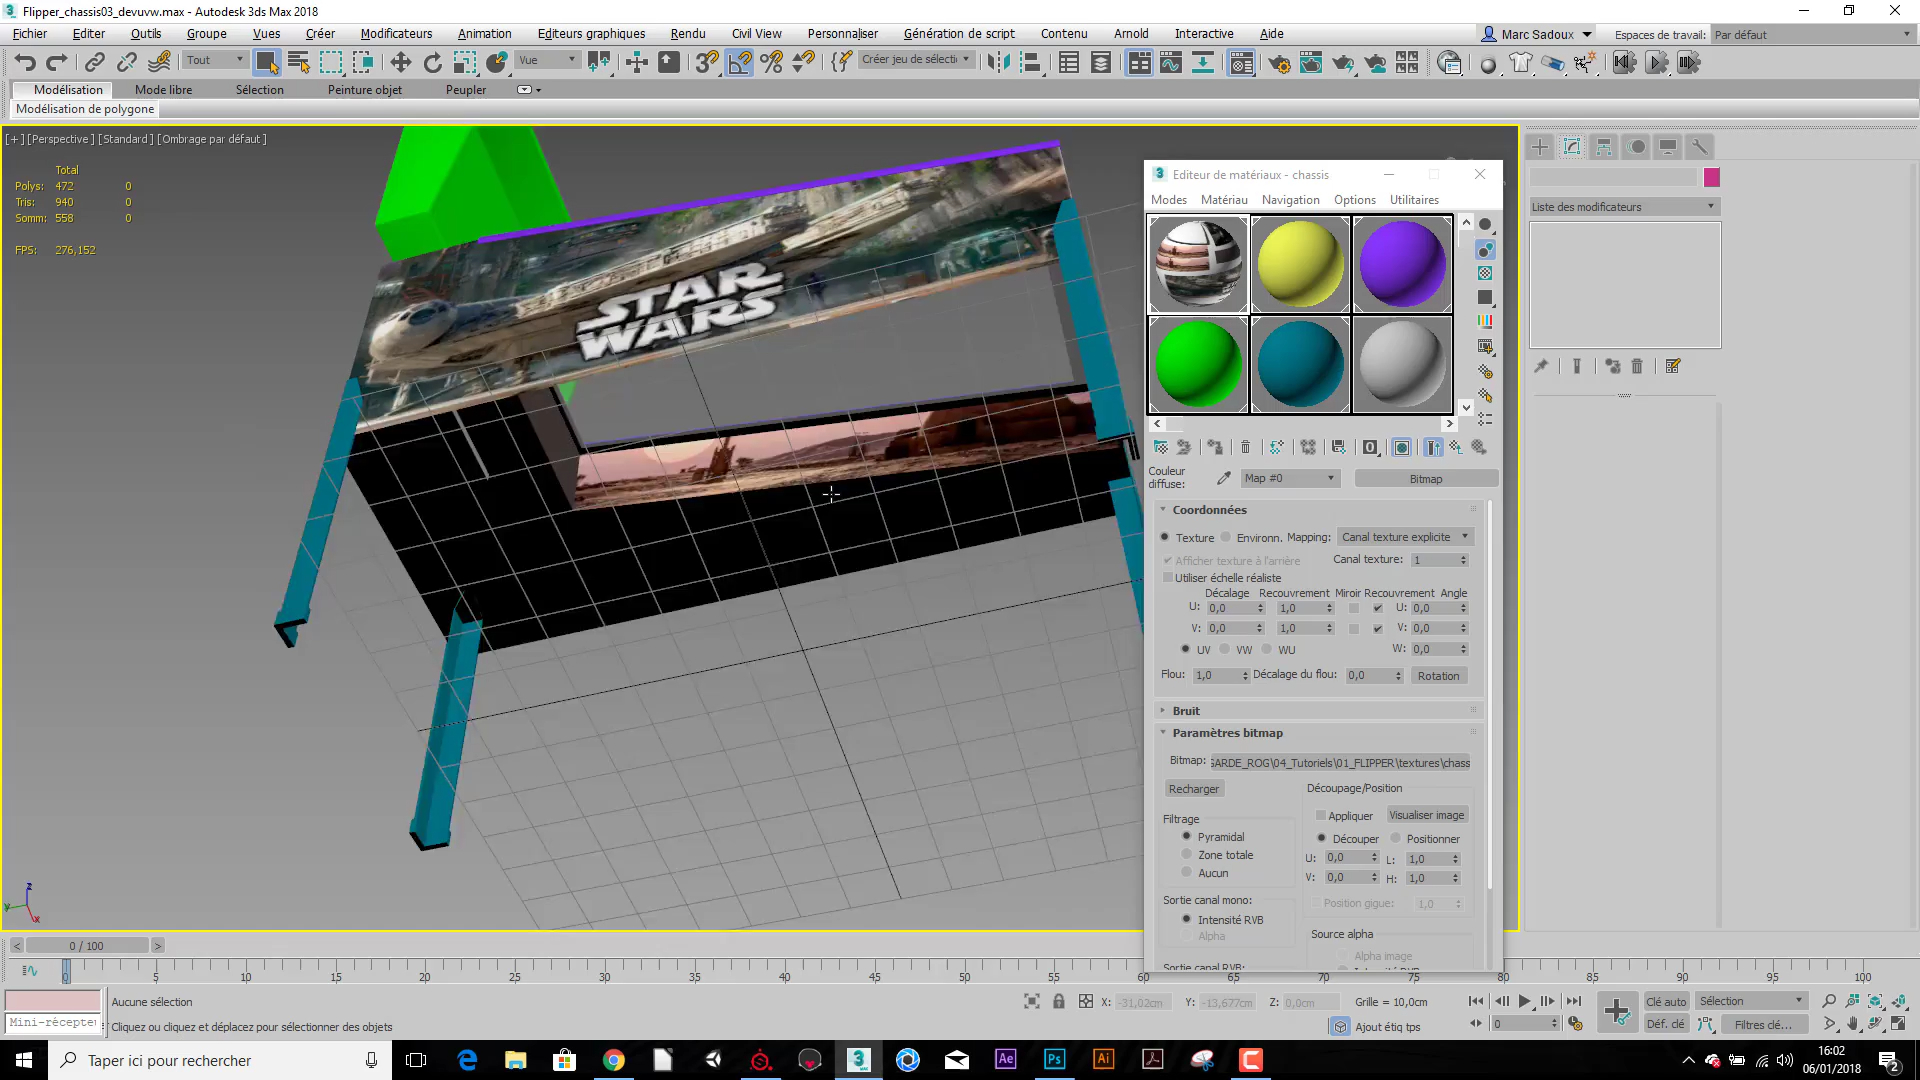 Flipper_chassis03_devuvw.max - Autodesk 3ds Max 2018
Fichier Editer Outils Groupe Vues Créer Modificateurs Animation Editeurs graphiques Rendu Civil View Personnaliser Génération de script Contenu Arnold Interactive Aide Marc Sadoux Espaces de travail: Par défaut
Tout Vue Créer jeu de sélecti
Modélisation Mode libre Sélection Peinture objet Peupler
Modélisation de polygone
[+] [Perspective] [Standard] [Ombrage par défaut]
Total
Polys: 472 0
Tris: 940 0
Somm: 558 0
FPS: 276,152
STAR
WARS
Editeur de matériaux - chassis
Modes Matériau Navigation Options Utilitaires
Couleur
diffuse: Map #0 Bitmap
Coordonnées
Texture Environn. Mapping: Canal texture explicite
Afficher texture à l'arrière Canal texture: 1
Utiliser échelle réaliste
Décalage Recouvrement Miroir Recouvrement Angle
U: 0,0 1,0 U: 0,0
V: 0,0 1,0 V: 0,0
UV VW WU W: 0,0
Flou: 1,0 Décalage du flou: 0,0 Rotation
Bruit
Paramètres bitmap
Bitmap: GARDE_ROG\04_Tutoriels\01_FLIPPER\textures\chass
Recharger Découpage/Position
Filtrage Appliquer Visualiser image
Pyramidal Découper Positionner
Zone totale U: 0,0 L: 1,0
Aucun V: 0,0 H: 1,0
Sortie canal mono: Position gigue: 1,0
Intensité RVB
Alpha Source alpha
Alpha image
Sortie canal RVB: Intensité RVB
Liste des modificateurs
x y z
0 / 100
0 5 10 15 20 25 30 35 40 45 50 55 60 65 70 75 80 85 90 95 100
Aucune sélection X: -31,02cm Y: -13,677cm Z: 0,0cm Grille = 10,0cm Clé auto Sélection
Mini-récepteu Cliquez ou cliquez et déplacez pour sélectionner des objets Ajout étiq tps 0 Déf. clé Filtres clé...
Taper ici pour rechercher 16:02
06/01/2018